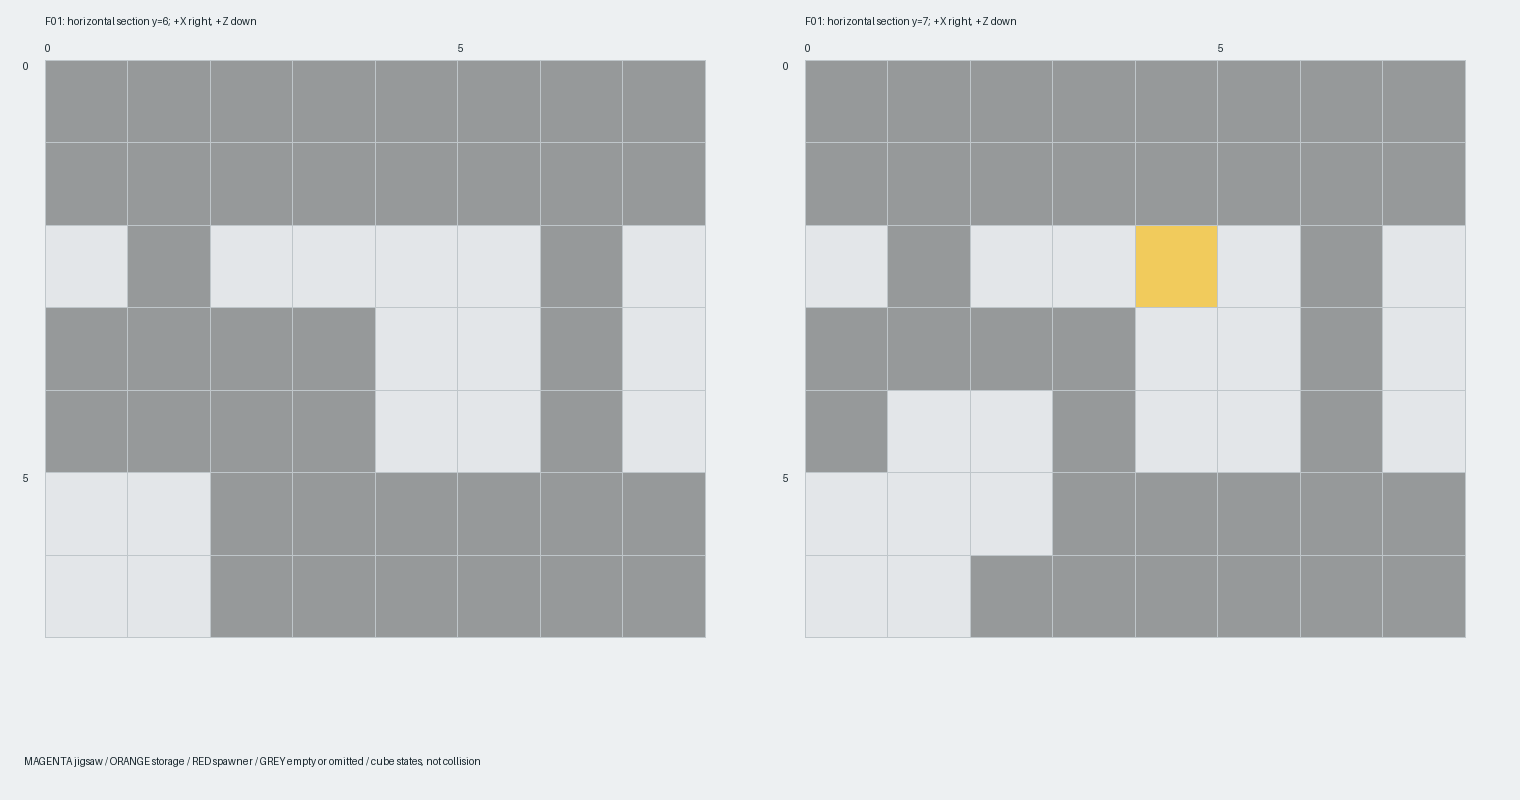 F01: horizontal section y=6; +X right, +Z down
F01: horizontal section y=7; +X right, +Z down
0 5
0 5
0
0
5
5
MAGENTA jigsaw / ORANGE storage / RED spawner / GREY empty or omitted / cube states, not collision